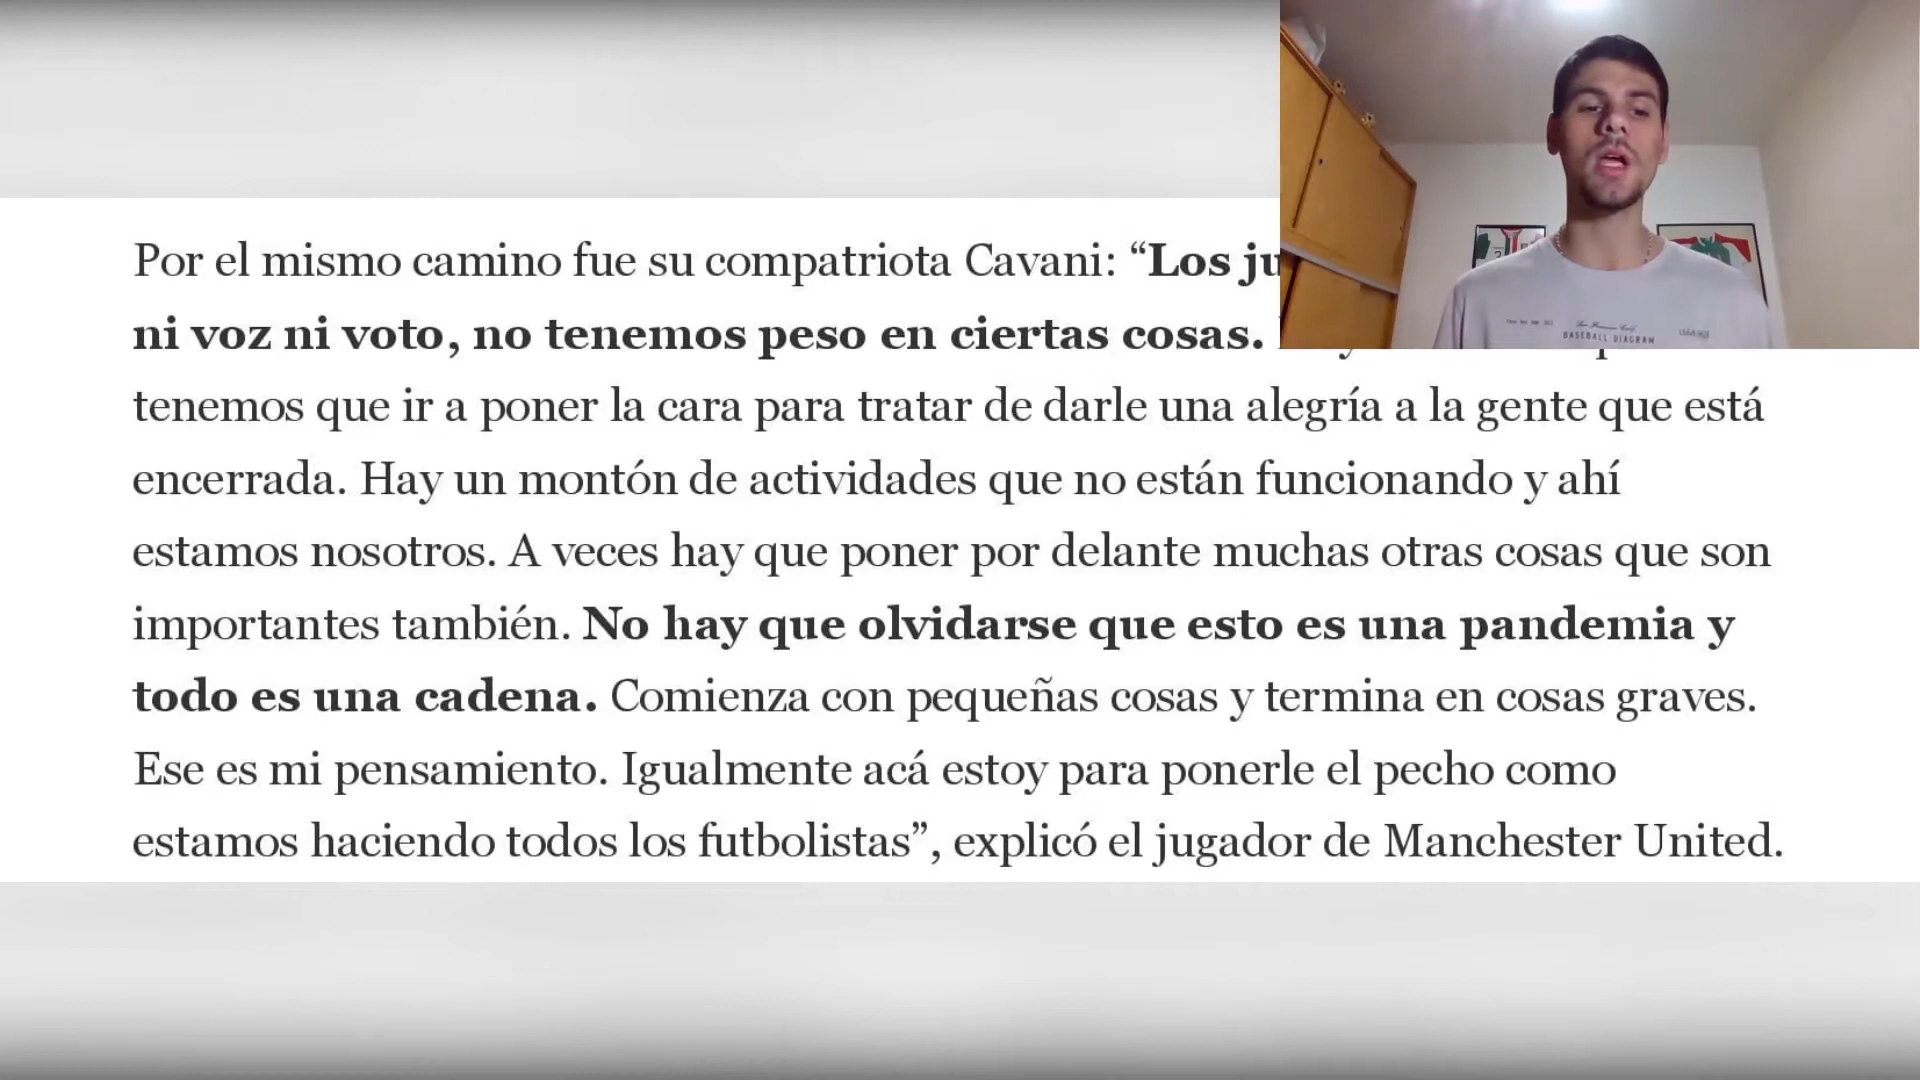 Por el mismo camino fue su compatriota Cavani: “Los
ni voz ni voto, no tenemos peso en ciertas cosas.
tenemos que ir a poner la cara para tratar de darle una alegría a la gente que está
encerrada. Hay un montón de actividades que no están funcionando y ahí
estamos nosotros. A veces hay que poner por delante muchas otras cosas que son
importantes también. No hay que olvidarse que esto es una pandemia y
todo es una cadena. Comienza con pequeñas cosas y termina en cosas graves.
Ese es mi pensamiento. Igualmente acá estoy para ponerle el pecho como
estamos haciendo todos los futbolistas”, explicó el jugador de Manchester United.
BASEBALL DIAGRAM